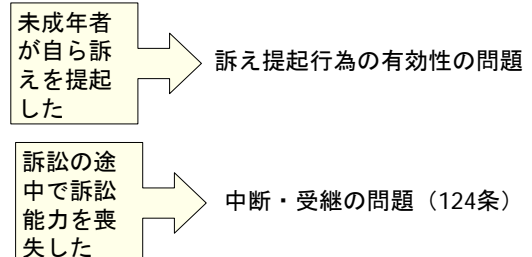 未成年者
が自ら訴
えを提起
した
訴え提起行為の有効性の問題
訴訟の途
中で訴訟
能力を喪
失した
中断・受継の問題（124条）